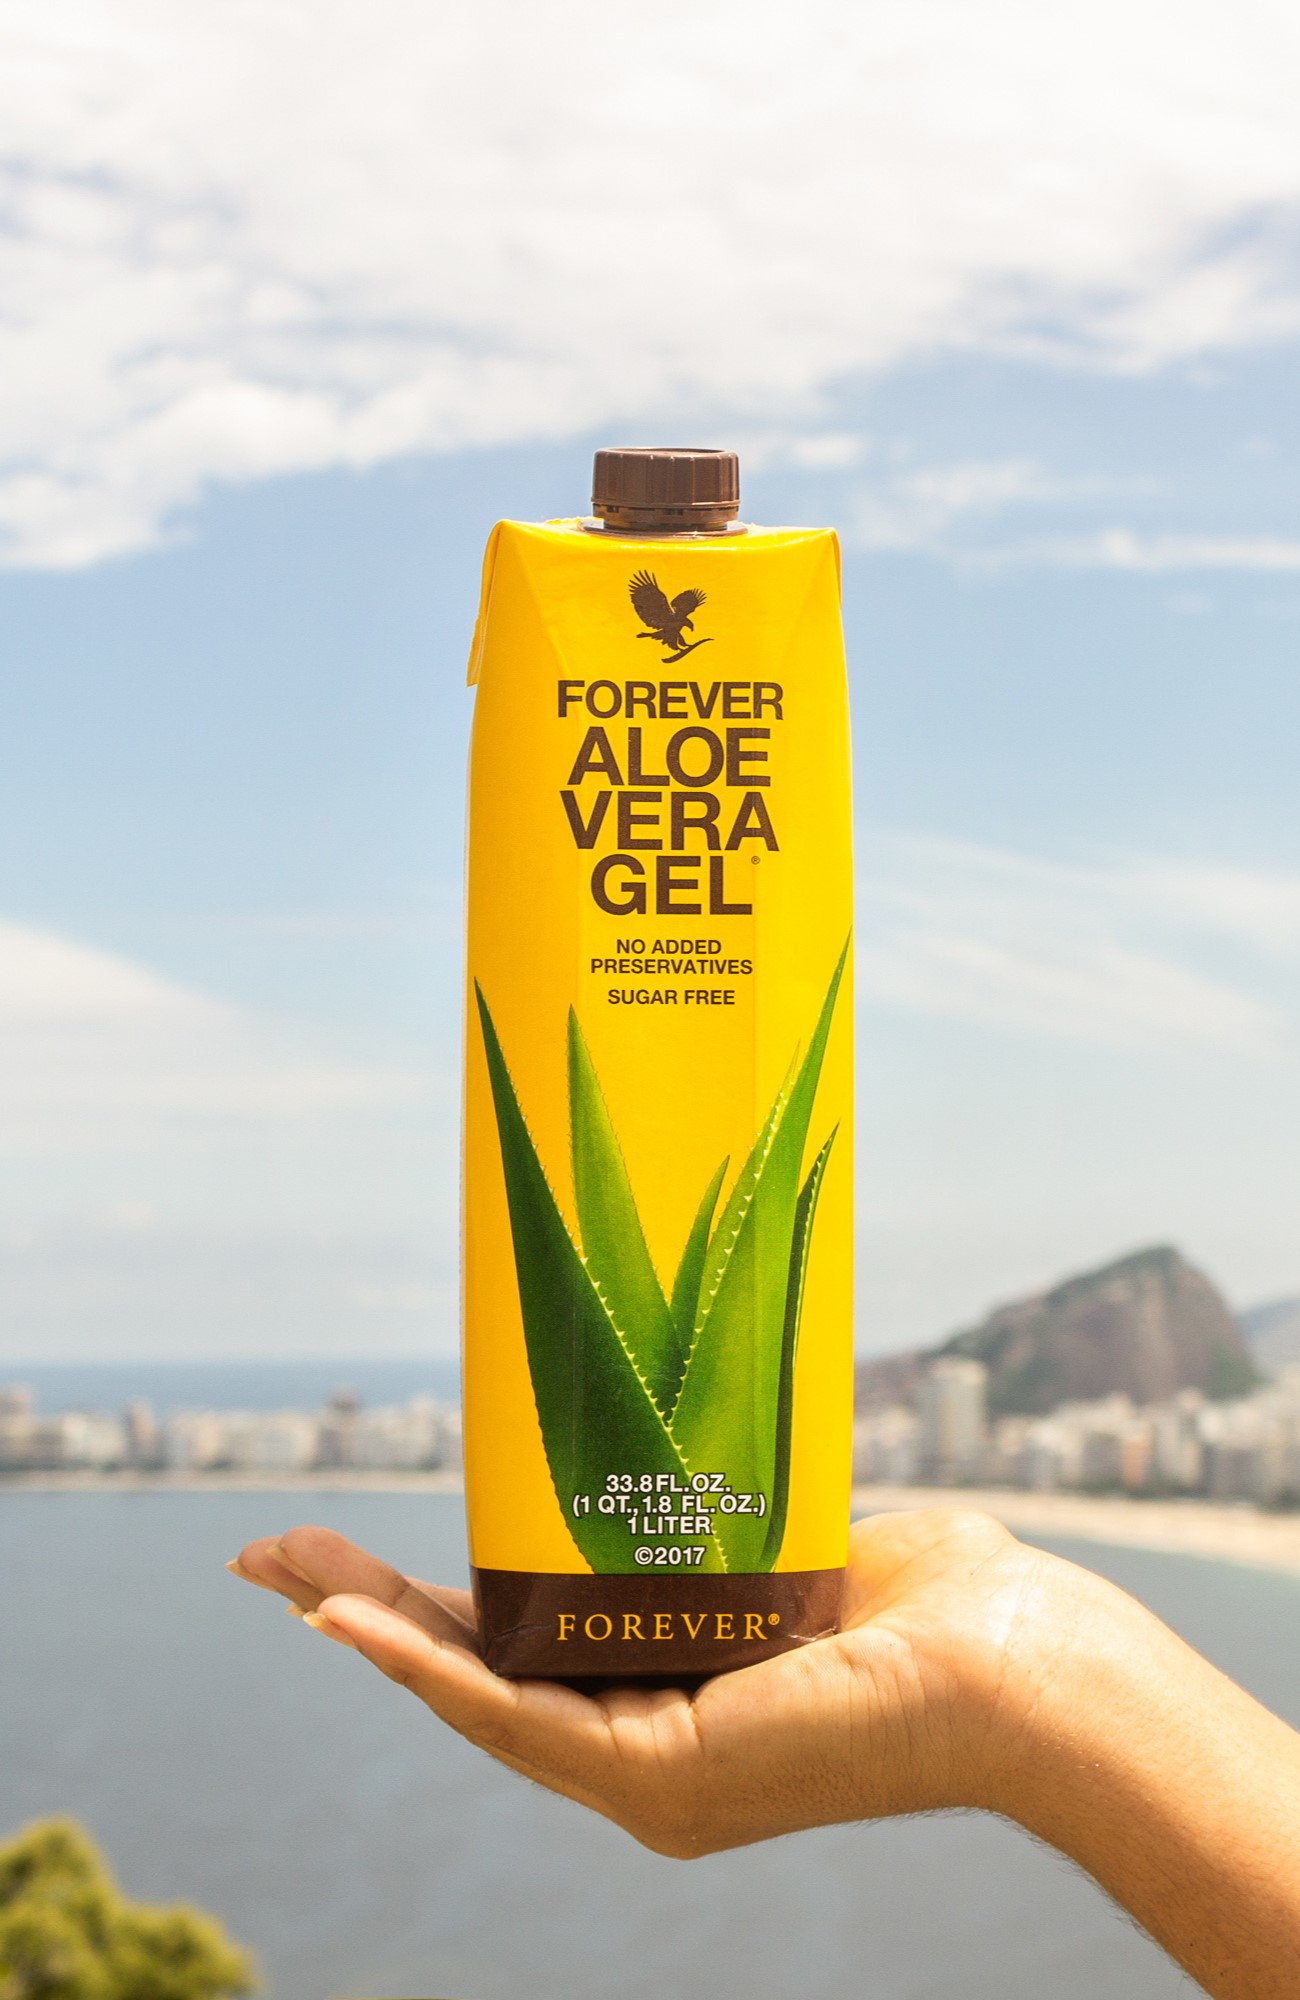 FOREVER
ALOE
VERA
GEL®
NO ADDED
PRESERVATIVES
SUGAR FREE
33.8 FL. OZ.
(1 QT., 1.8 FL. OZ.)
1 LITER
©2017
FOREVER®